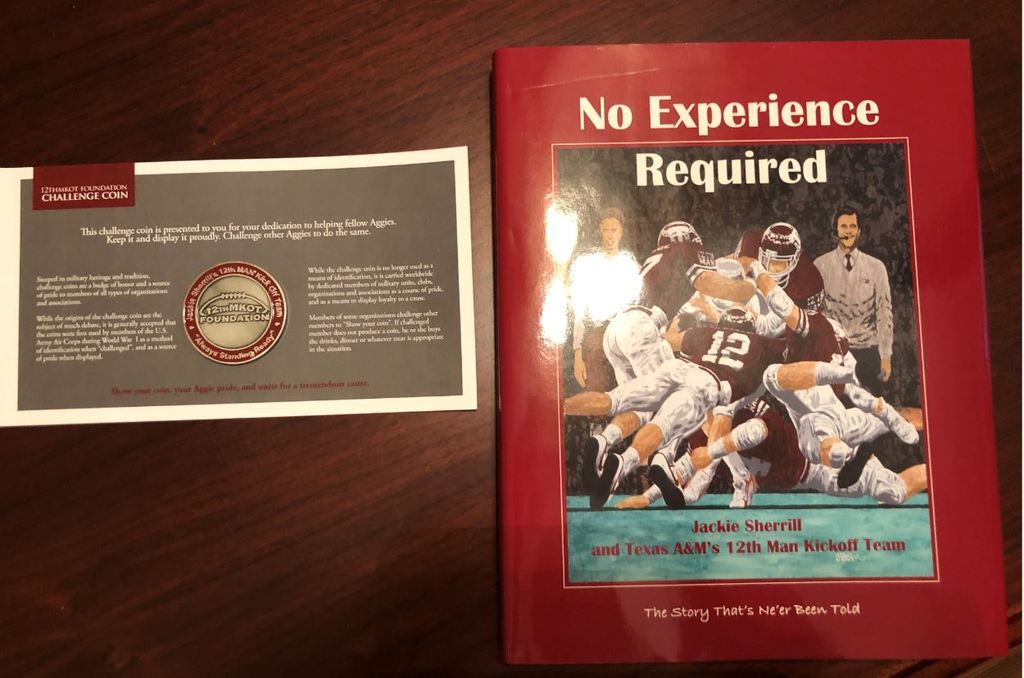 12THMKOT FOUNDATION
CHALLENGE COIN
This challenge coin is presented to you for your dedication to helping fellow Aggies.
Keep it and display it proudly. Challenge other Aggies to do the same.
Steeped in military heritage and tradition,
challenge coins are a badge of honor and a source
of pride to members of all types of organizations
and associations.
While the origins of the challenge coin are the
subject of much debate, it is generally accepted that
the coins were first used by members of the U.S.
Army Air Corps during World War I as a method
of identification when "challenged", and as a source
of pride when displayed.
Jackie Sherrill's 12th MAN Kick Off Team
12THMKOT
FOUNDATION
Always Standing Ready
While the challenge coin is no longer used as a
means of identification, it is carried worldwide
by dedicated members of military units, clubs,
organizations and associations as a course of pride,
and as a means to display loyalty to a cause.
Members of some organizations challenge other
members to "Show your coin". If challenged
member does not produce a coin, he or she buys
the drinks, dinner or whatever treat is appropriate
in the situation.
Show your coin, your Aggie pride, and unite for a tremendous cause.
No Experience
Required
12
Jackie Sherrill
and Texas A&M's 12th Man Kickoff Team
The Story That's Ne'er Been Told